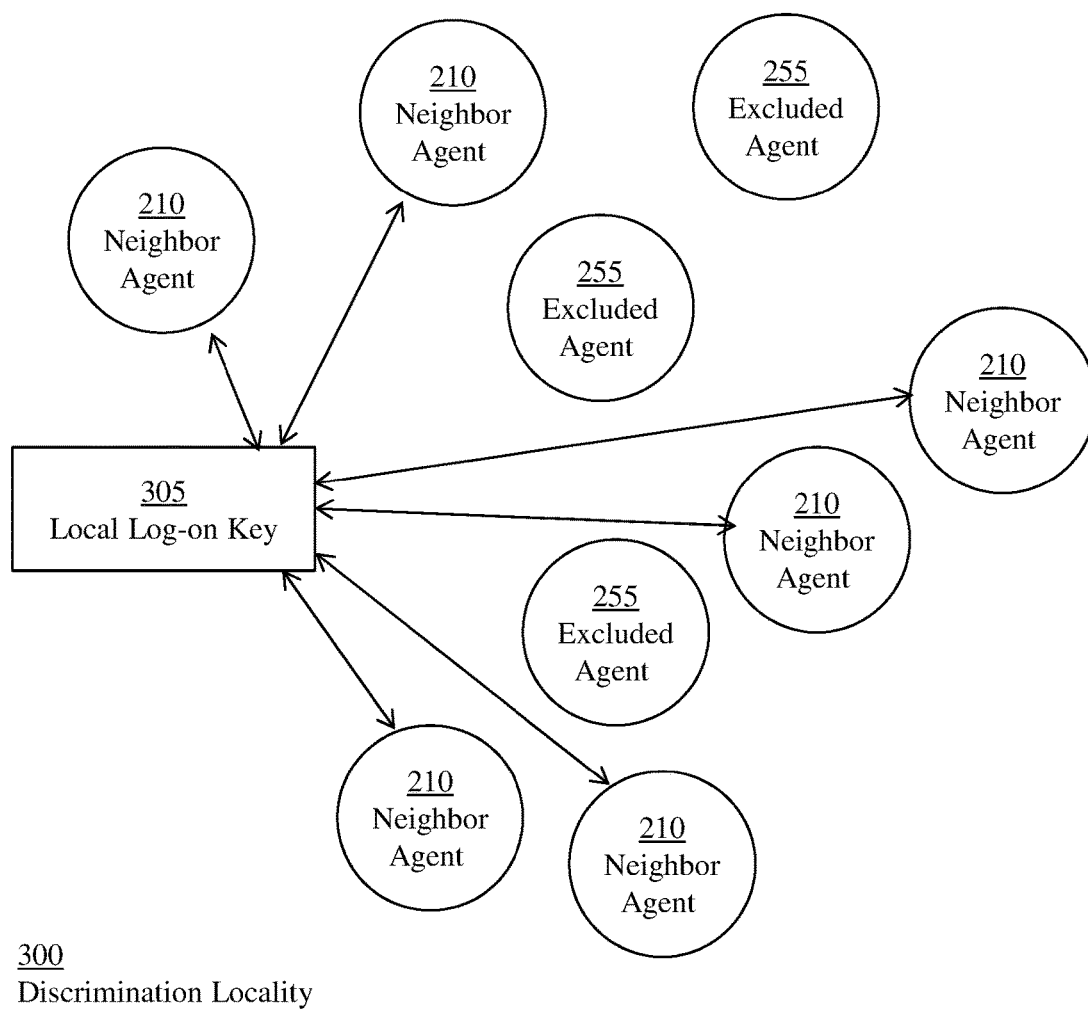 210
Neighbor
Agent
255
Excluded
Agent
210
Neighbor
Agent
255
Excluded
Agent
210
Neighbor
Agent
305
Local Log-on Key
210
Neighbor
Agent
255
Excluded
Agent
210
Neighbor
Agent
210
Neighbor
Agent
300
Discrimination Locality